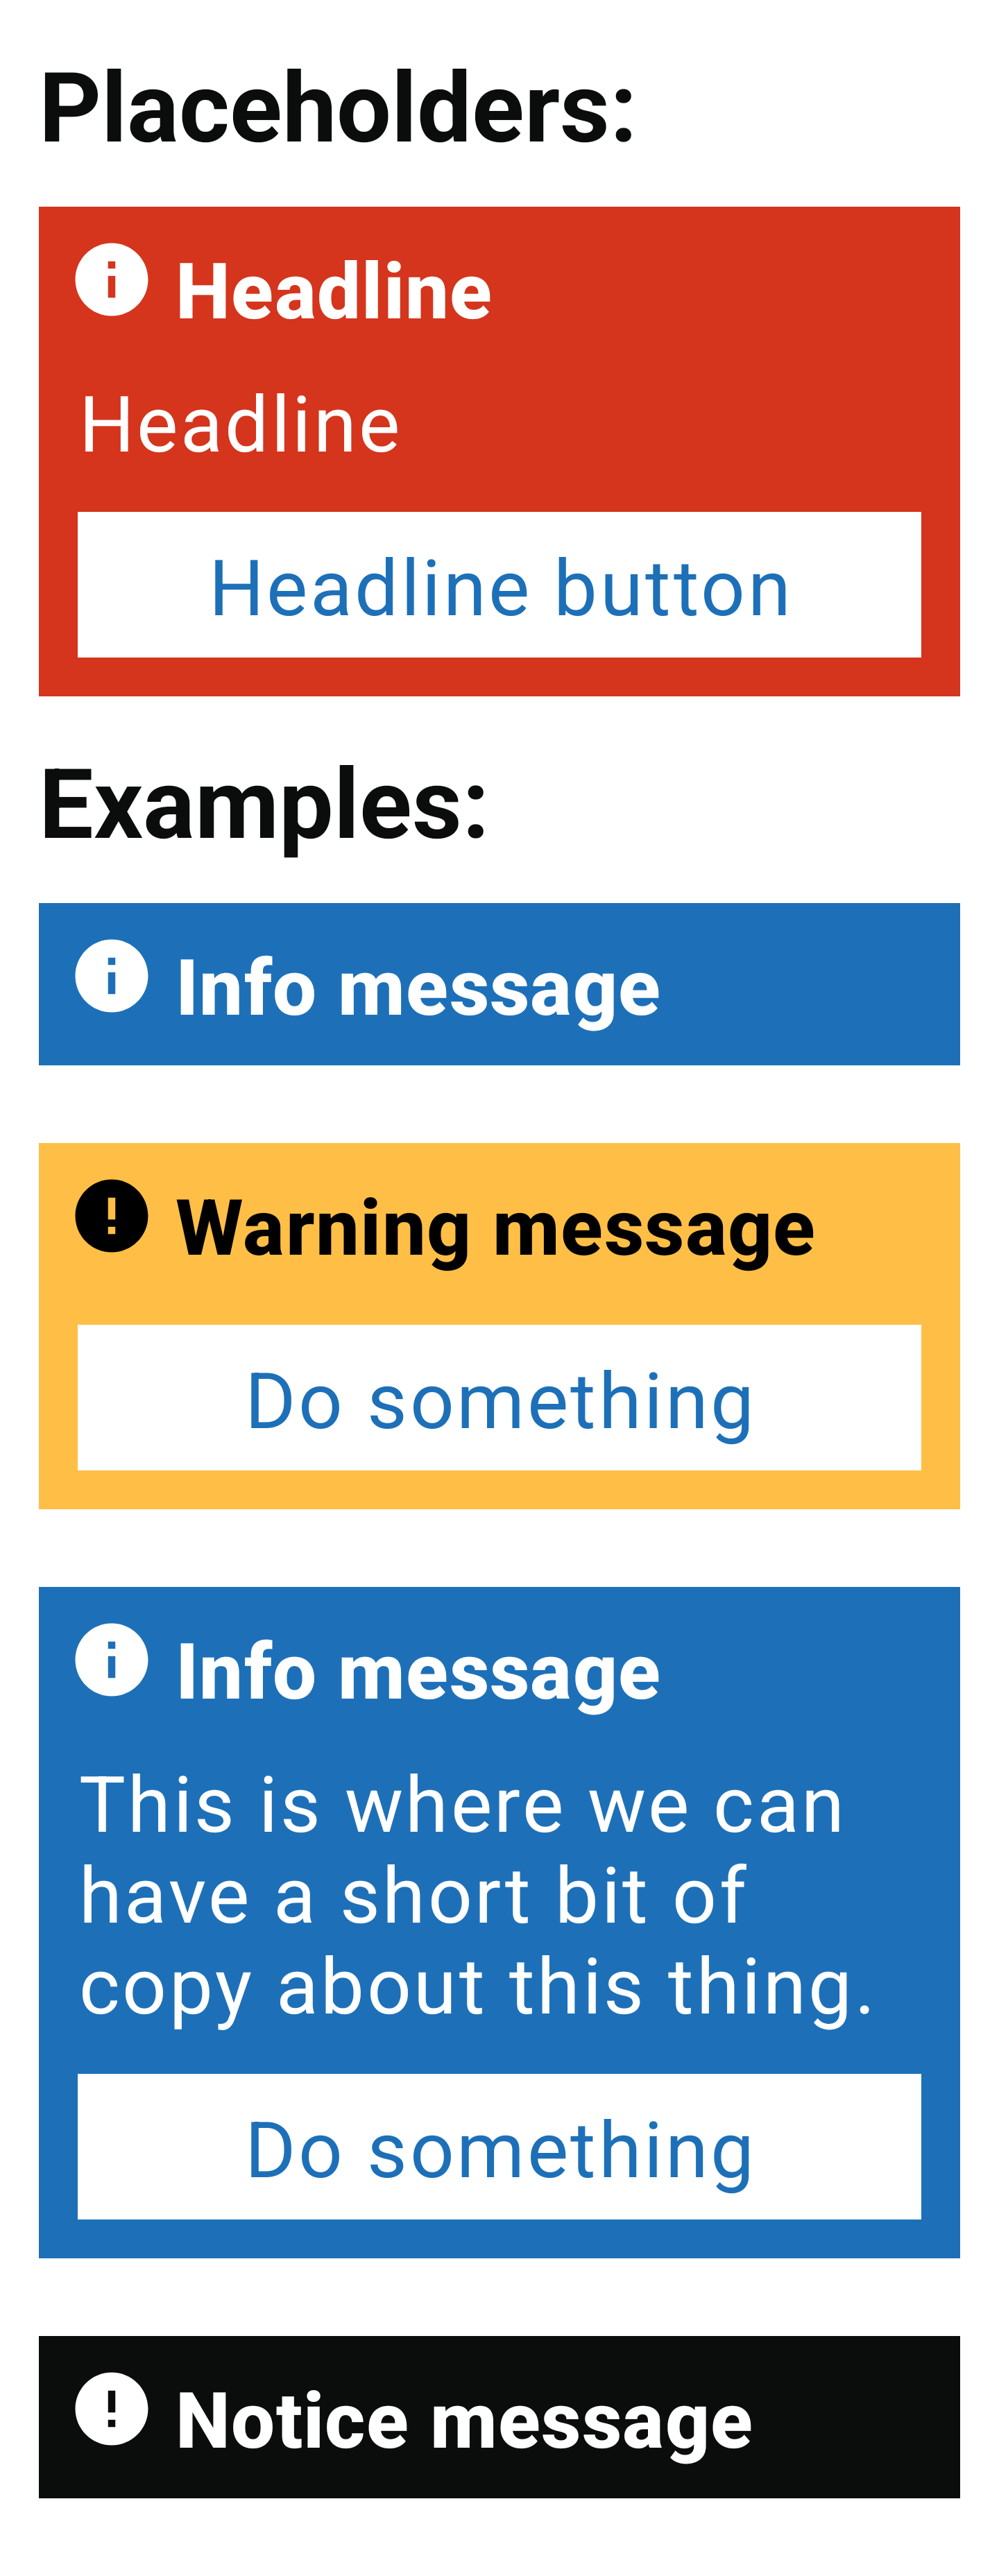 Placeholders:
Headline
Headline
Headline button
Examples:
Info message
Warning message
Do something
Info message
This is where we can
have a short bit of
copy about this thing.
Do something
Notice message